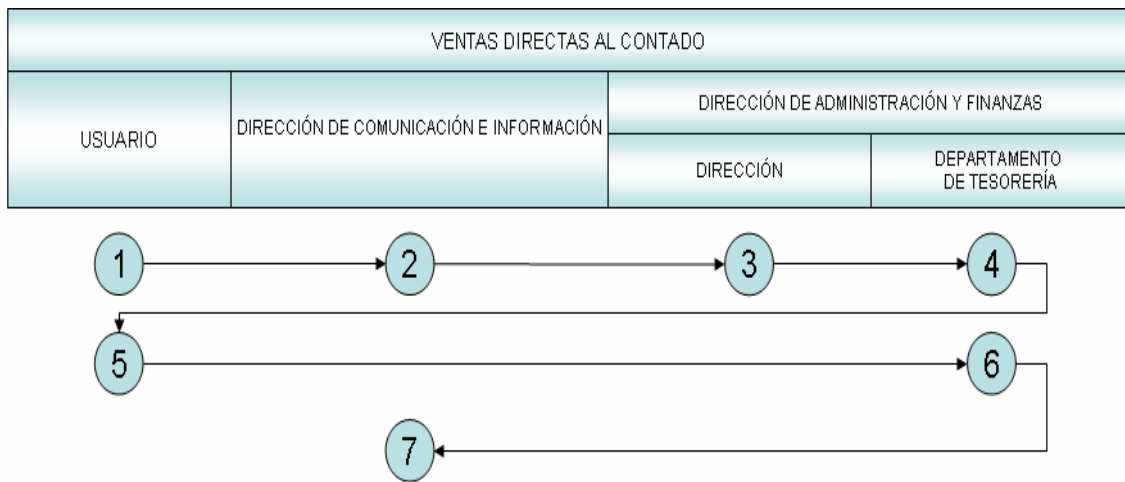 VENTAS DIRECTAS AL CONTADO
USUARIO
DIRECCIÓN DE COMUNICACIÓN E INFORMACIÓN
DIRECCIÓN DE ADMINISTRACIÓN Y FINANZAS
DIRECCIÓN
DEPARTAMENTO
DE TESORERÍA
1
2
3
4
5
6
7